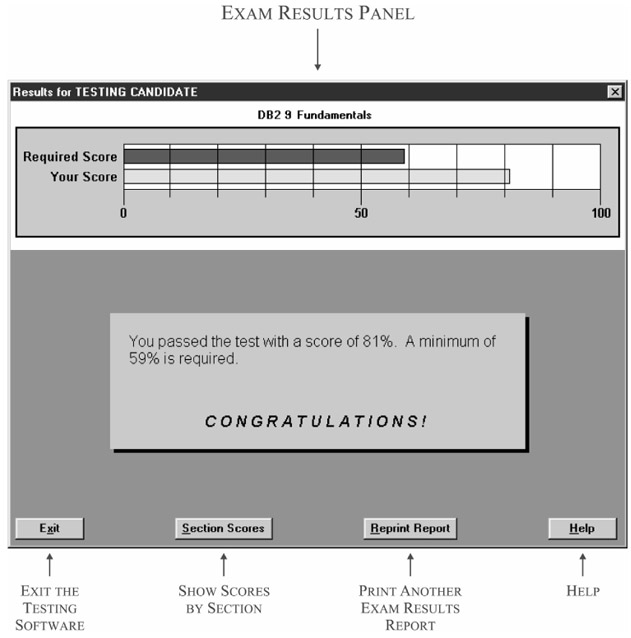 EXAM RESULTS PANEL
Results for TESTING CANDIDATE
DB2 9 Fundamentals
Required Score
Your Score
0 50 100
You passed the test with a score of 81%. A minimum of
59% is required.
CONGRATULATIONS!
Exit Section Scores Reprint Report Help
EXIT THE
TESTING
SOFTWARE
SHOW SCORES
BY SECTION
PRINT ANOTHER
EXAM RESULTS
REPORT
HELP